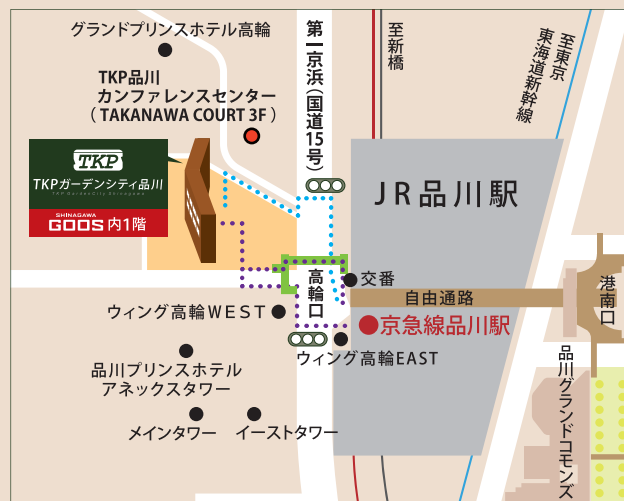 グランドプリンスホテル高輪
TKP品川
カンファレンスセンター
（TAKANAWA COURT 3F）
第一京浜（国道15号）
至新橋
至東京
東海道新幹線
TKP
TKPガーデンシティ品川
TKP GardenCity Shinagawa
SHINAGAWA
GOODS 内1階
JR品川駅
高輪口
交番
自由通路
港南口
ウィング高輪WEST
京急線品川駅
ウィング高輪EAST
品川プリンスホテル
アネックスタワー
メインタワー
イーストタワー
品川グランドコモンズ